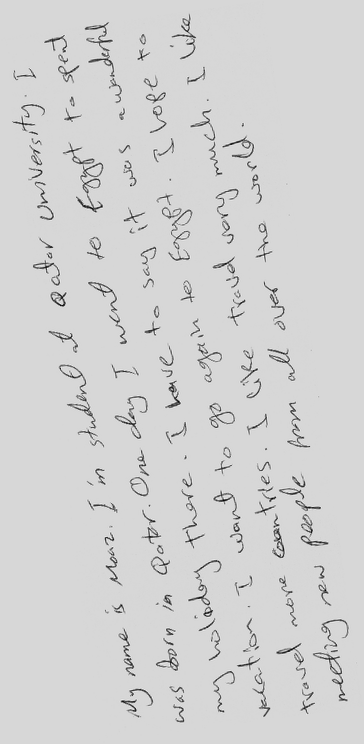 My name is Moaz. I'm student at Qatar University. I
was born in Qatar. One day I went to Egypt to spent
my holiday there. I have to say it was a wonderful
vacation. I want to go again to Egypt. I hope to
travel more countries. I like travel very much. I like
meeting new people from all over the world.